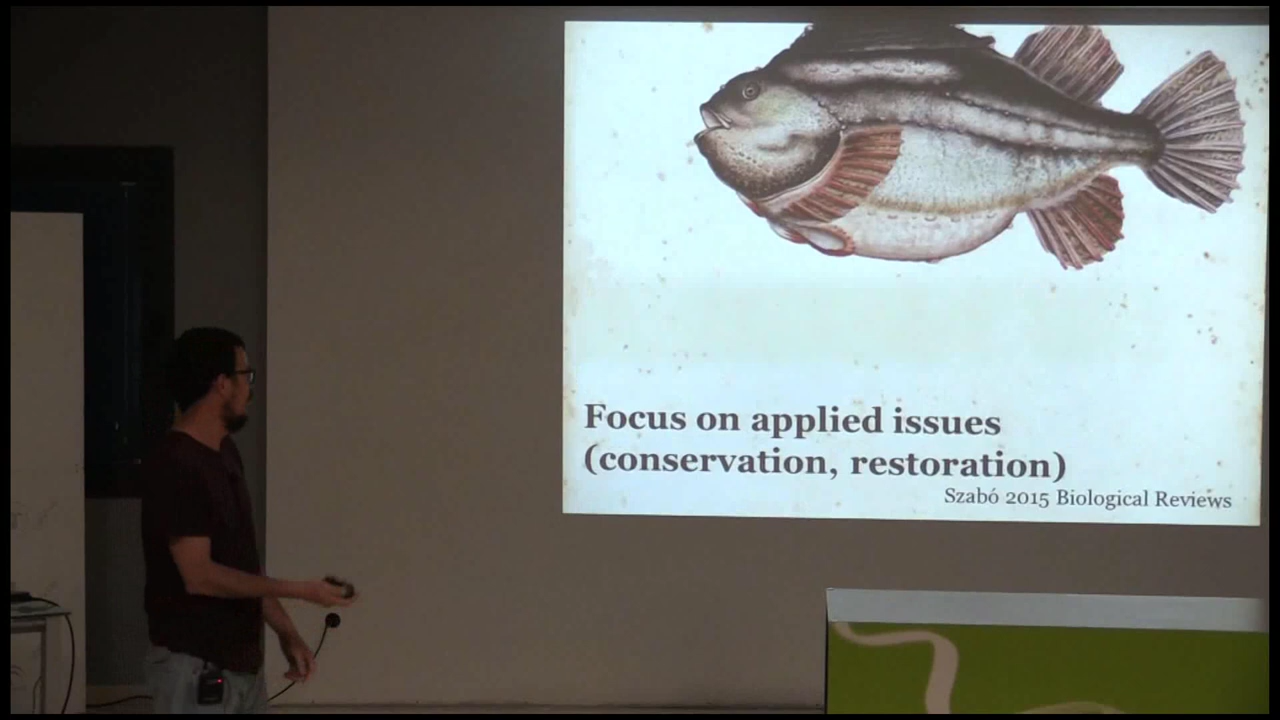 Focus on applied issues
(conservation, restoration)
Szabó 2015 Biological Reviews